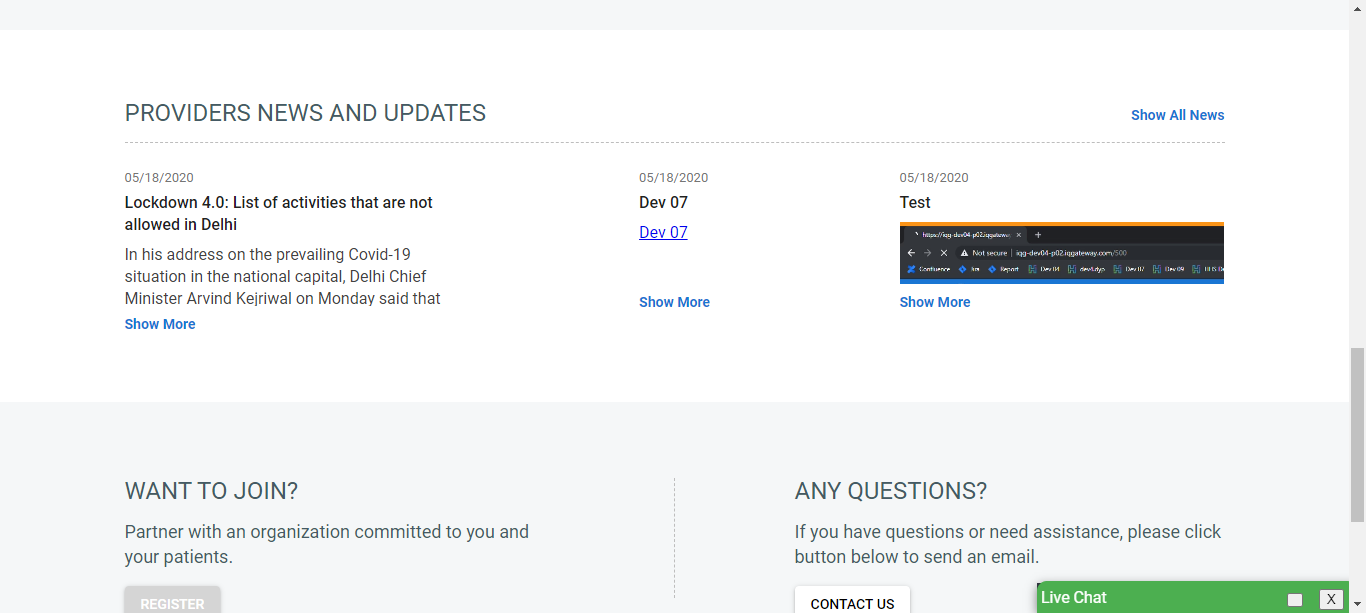 PROVIDERS NEWS AND UPDATES
Show All News
05/18/2020
Lockdown 4.0: List of activities that are not
allowed in Delhi
In his address on the prevailing Covid-19
situation in the national capital, Delhi Chief
Minister Arvind Kejriwal on Monday said that
Show More
05/18/2020
Dev 07
Dev 07
Show More
05/18/2020
Test
https://iqg-dev04-p02.iqgateway
Not secure | iqg-dev04-p02.iqgateway.com/500
Confluence Jira Report Dev 04 dev4.dyp Dev 07 Dev 09
Show More
WANT TO JOIN?
Partner with an organization committed to you and
your patients.
REGISTER
ANY QUESTIONS?
If you have questions or need assistance, please click
button below to send an email.
CONTACT US
Live Chat
X